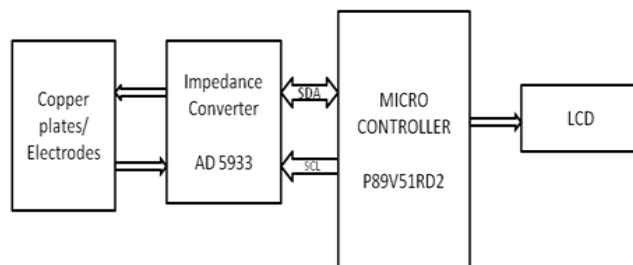 Copper
plates/
Electrodes
Impedance
Converter
AD 5933
SDA
SCL
MICRO
CONTROLLER
P89V51RD2
LCD